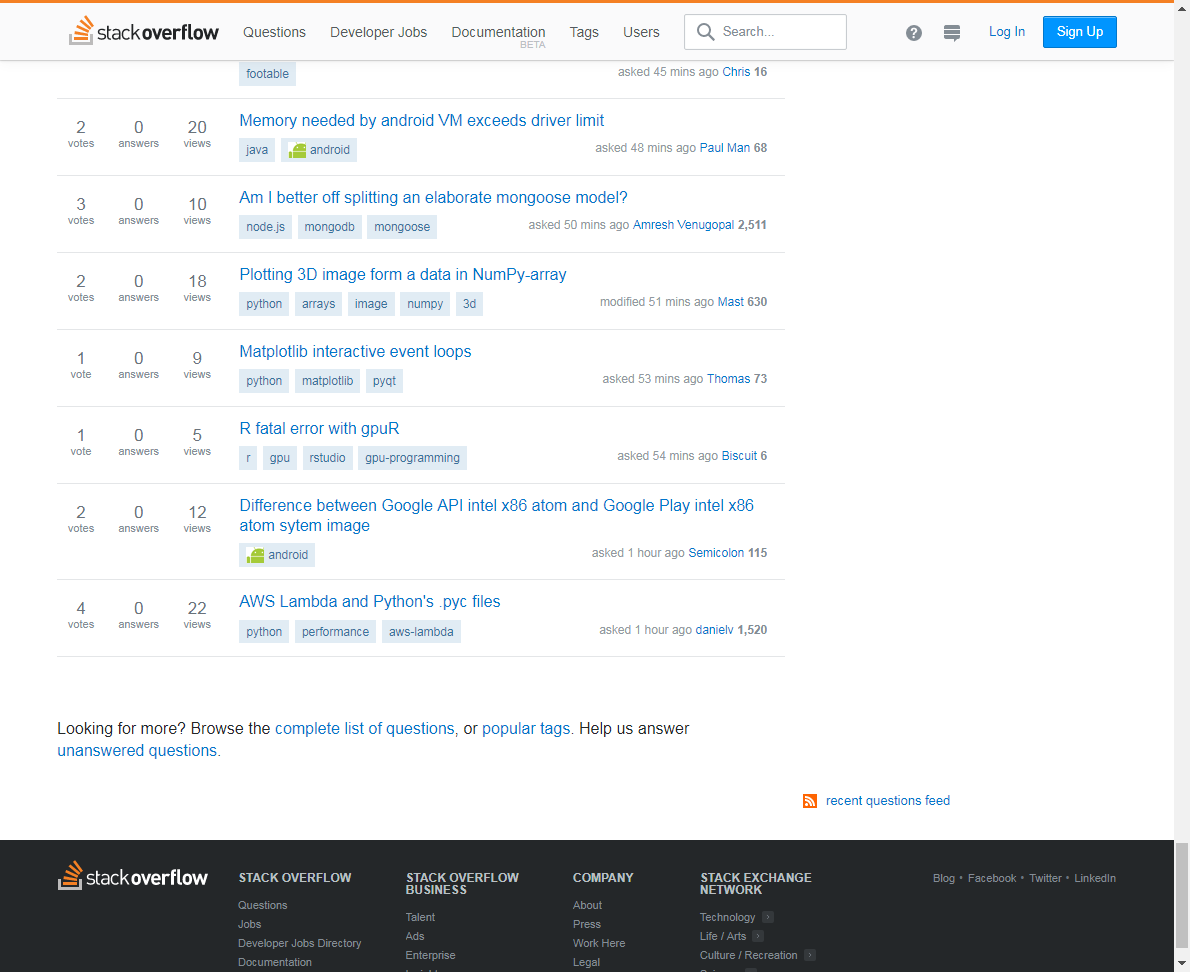 stackoverflow Questions Developer Jobs Documentation Tags Users Search... Log In Sign Up
BETA
footable asked 45 mins ago Chris 16
2 votes 0 answers 20 views Memory needed by android VM exceeds driver limit
java android asked 48 mins ago Paul Man 68
3 votes 0 answers 10 views Am I better off splitting an elaborate mongoose model?
node.js mongodb mongoose asked 50 mins ago Amresh Venugopal 2,511
2 votes 0 answers 18 views Plotting 3D image form a data in NumPy-array
python arrays image numpy 3d modified 51 mins ago Mast 630
1 vote 0 answers 9 views Matplotlib interactive event loops
python matplotlib pyqt asked 53 mins ago Thomas 73
1 vote 0 answers 5 views R fatal error with gpuR
r gpu rstudio gpu-programming asked 54 mins ago Biscuit 6
2 votes 0 answers 12 views Difference between Google API intel x86 atom and Google Play intel x86
atom sytem image
android asked 1 hour ago Semicolon 115
4 votes 0 answers 22 views AWS Lambda and Python's .pyc files
python performance aws-lambda asked 1 hour ago danielv 1,520
Looking for more? Browse the complete list of questions, or popular tags. Help us answer
unanswered questions.
recent questions feed
stackoverflow
STACK OVERFLOW
Questions
Jobs
Developer Jobs Directory
Documentation
STACK OVERFLOW
BUSINESS
Talent
Ads
Enterprise
COMPANY
About
Press
Work Here
Legal
STACK EXCHANGE
NETWORK
Technology
Life / Arts
Culture / Recreation
Blog • Facebook • Twitter • LinkedIn